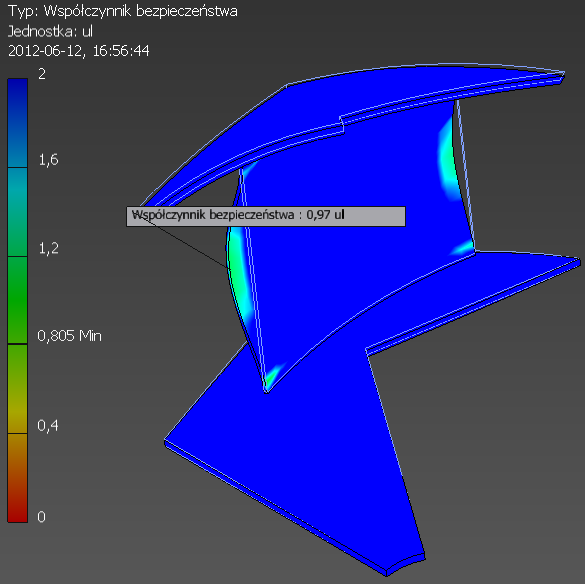 Typ: Współczynnik bezpieczeństwa
Jednostka: ul
2012-06-12, 16:56:44
2
1,6
Współczynnik bezpieczeństwa : 0,97 ul
1,2
0,805 Min
0,4
0